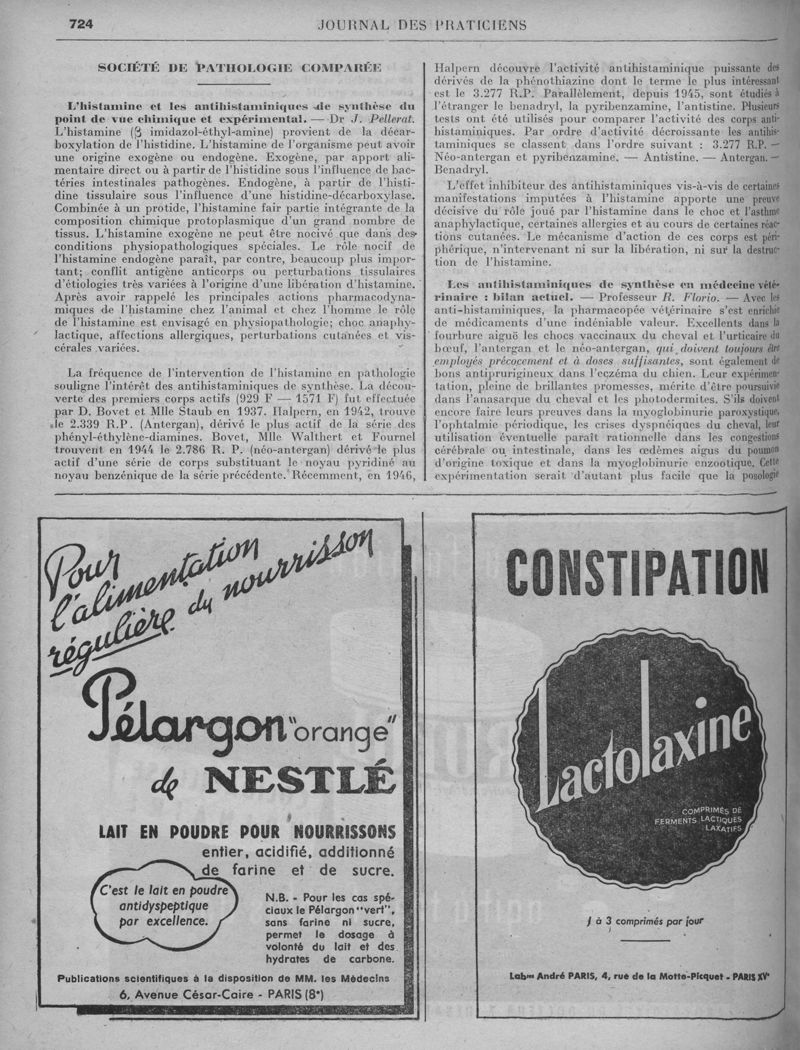 724
JOURNAL DES PRATICIENS
SOCIÉTÉ DE PATHOLOGIE COMPARÉE
L'histamine et les antihistaminiques de synthèse du
point de vue chimique et expérimental. — Dr J. Pellerat.
L'histamine (β imidazol-éthyl-amine) provient de la décar-
boxylation de l'histidine. L'histamine de l'organisme peut avoir
une origine exogène ou endogène. Exogène, par apport ali-
mentaire direct ou à partir de l'histidine sous l'influence de bac-
téries intestinales pathogènes. Endogène, à partir de l'histi-
dine tissulaire sous l'influence d'une histidine-décarboxylase.
Combinée à un protide, l'histamine fair partie intégrante de la
composition chimique protoplasmique d'un grand nombre de
tissus. L'histamine exogène ne peut être nocive que dans des
conditions physiopathologiques spéciales. Le rôle nocif de
l'histamine endogène paraît, par contre, beaucoup plus impor-
tant; conflit antigène anticorps ou perturbations tissulaires
d'étiologies très variées à l'origine d'une libération d'histamine.
Après avoir rappelé les principales actions pharmacodyna-
miques de l'histamine chez l'animal et chez l'homme le rôle
de l'histamine est envisagé en physiopathologie; choc anaphy-
lactique, affections allergiques, perturbations cutanées et vis-
cérales variées.
La fréquence de l'intervention de l'histamine en pathologie
souligne l'intérêt des antihistaminiques de synthèse. La décou-
verte des premiers corps actifs (929 F — 1571 F) fut effectuée
par D. Bovet et Mlle Staub en 1937. Halpern, en 1942, trouve
le 2.339 R.P. (Antergan), dérivé le plus actif de la série des
phényl-éthylène-diamines. Bovet, Mlle Walthert et Fournel
trouvent en 1944 le 2.786 R. P. (néo-antergan) dérivé le plus
actif d'une série de corps substituant le noyau pyridiné au
noyau benzénique de la série précédente. Récemment, en 1946,
Halpern découvre l'activité antihistaminique puissante des
dérivés de la phénothiazine dont le terme le plus intéressant
est le 3.277 R.P. Parallèlement, depuis 1945, sont étudiés à
l'étranger le benadryl, la pyribenzamine, l'antistine. Plusieurs
tests ont été utilisés pour comparer l'activité des corps anti-
histaminiques. Par ordre d'activité décroissante les antihis-
taminiques se classent dans l'ordre suivant : 3.277 R.P. —
Néo-antergan et pyribenzamine. — Antistine. — Antergan. —
Benadryl.
L'effet inhibiteur des antihistaminiques vis-à-vis de certaines
manifestations imputées à l'histamine apporte une preuve
décisive du rôle joué par l'histamine dans le choc et l'asthme
anaphylactique, certaines allergies et au cours de certaines réac-
tions cutanées. Le mécanisme d'action de ces corps est péri-
phérique, n'intervenant ni sur la libération, ni sur la destruc-
tion de l'histamine.
Les antihistaminiques de synthèse en médecine vété-
rinaire : bilan actuel. — Professeur R. Florio. — Avec les
anti-histaminiques, la pharmacopée vétérinaire s'est enrichie
de médicaments d'une indéniable valeur. Excellents dans la
fourbure aiguë les chocs vaccinaux du cheval et l'urticaire du
bœuf, l'antergan et le néo-antergan, qui doivent toujours être
employés précocement et à doses suffisantes, sont également de
bons antiprurigineux dans l'eczéma du chien. Leur expérimen-
tation, pleine de brillantes promesses, mérite d'être poursuivie
dans l'anasarque du cheval et les photodermites. S'ils doivent
encore faire leurs preuves dans la myoglobinurie paroxystique,
l'ophtalmie périodique, les crises dyspnéiques du cheval, leur
utilisation éventuelle paraît rationnelle dans les congestions
cérébrale ou intestinale, dans les œdèmes aigus du poumon
d'origine toxique et dans la myoglobinurie enzootique. Cette
expérimentation serait d'autant plus facile que la posologie
Pour
l'alimentation
régulière du nourrisson
Pélargon "orange"
de NESTLÉ
LAIT EN POUDRE POUR NOURRISSONS
entier, acidifié, additionné
de farine et de sucre.
C'est le lait en poudre
antidyspeptique
par excellence.
N.B. - Pour les cas spé-
ciaux le Pélargon "vert",
sans farine ni sucre,
permet le dosage à
volonté du lait et des
hydrates de carbone.
Publications scientifiques à la disposition de MM. les Médecins
6, Avenue César-Caire - PARIS (8e)
CONSTIPATION
Lactolaxine
COMPRIMÉS DE
FERMENTS LACTIQUES
LAXATIFS
1 à 3 comprimés par jour
Labres André PARIS, 4, rue de la Motte-Picquet - PARIS XVe